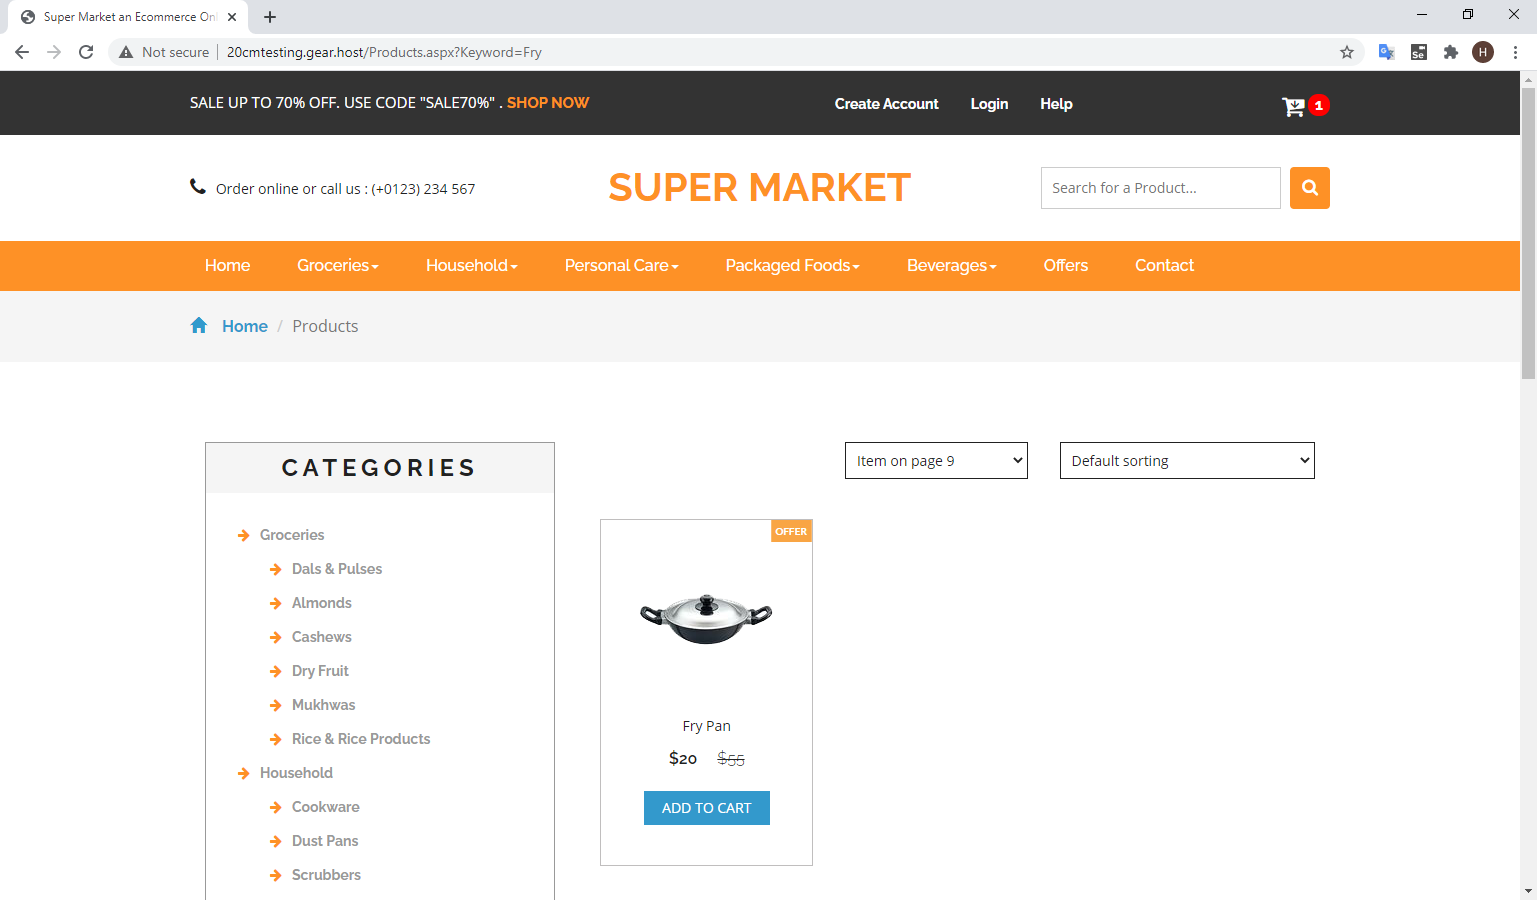 Super Market an Ecommerce Onl
Not secure
20cmtesting.gear.host/Products.aspx?Keyword=Fry
Se
H
SALE UP TO 70% OFF. USE CODE "SALE70%" . SHOP NOW
Create Account
Login
Help
1
Order online or call us : (+0123) 234 567
SUPER MARKET
Search for a Product...
Home
Groceries
Household
Personal Care
Packaged Foods
Beverages
Offers
Contact
Home / Products
CATEGORIES
Item on page 9
Default sorting
Groceries
Dals & Pulses
Almonds
Cashews
Dry Fruit
Mukhwas
Rice & Rice Products
Household
Cookware
Dust Pans
Scrubbers
OFFER
Fry Pan
$20 $55
ADD TO CART